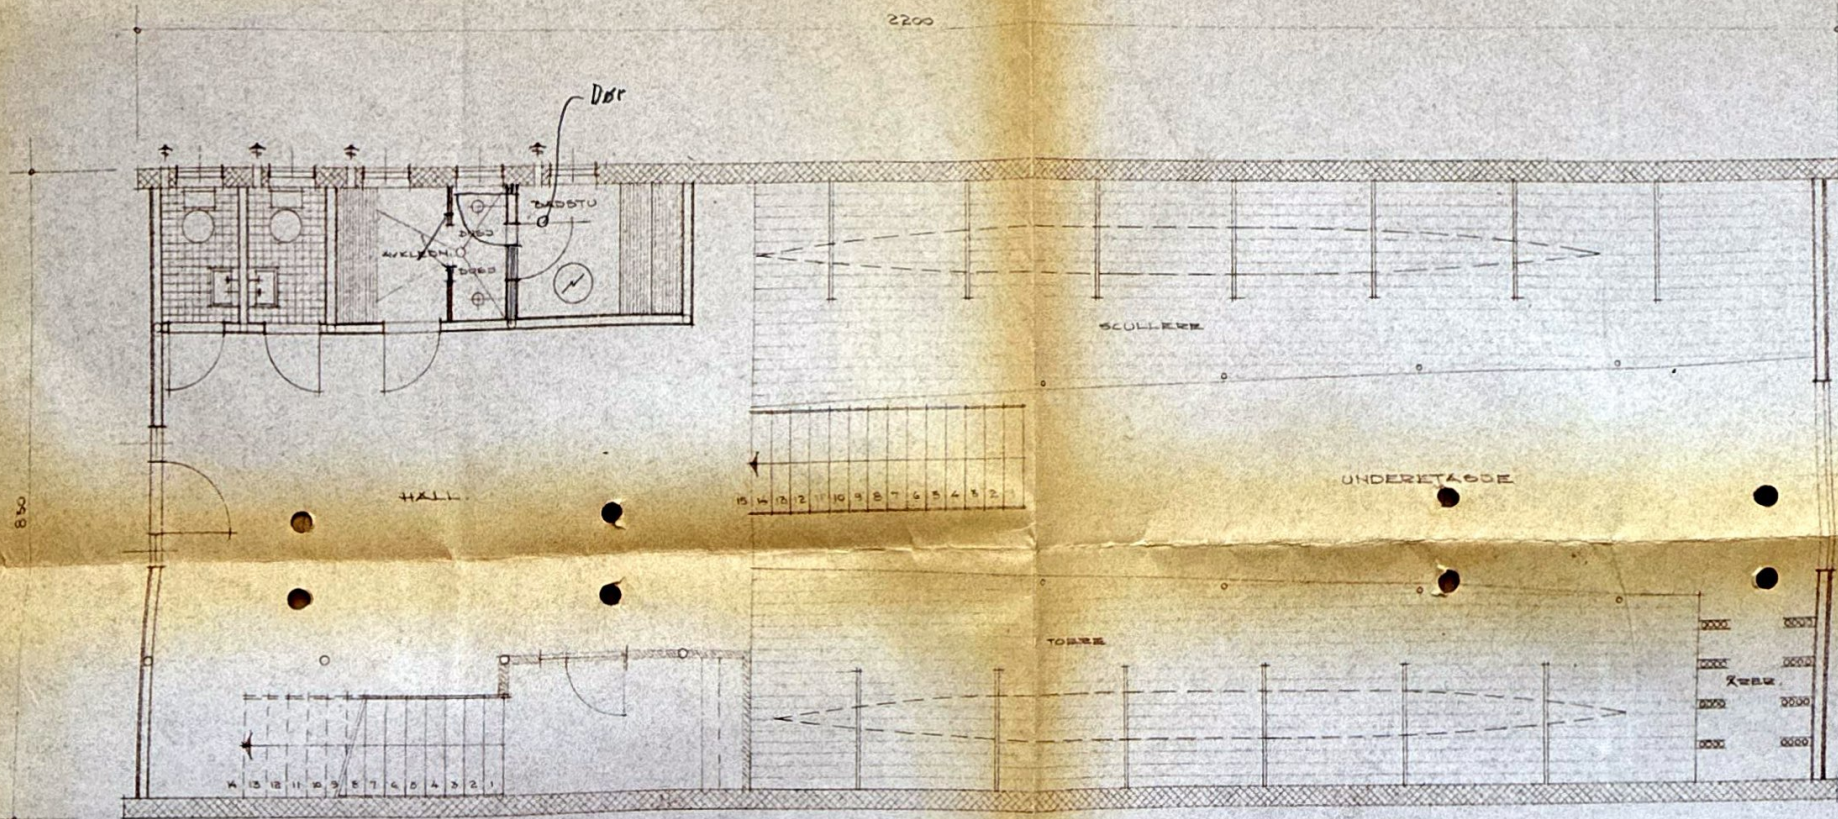 2200
Dør
BADSTU
DUSJ
AVKLEDN.
DUSJ
SCULLERE
830
HALL.
15 14 13 12 11 10 9 8 7 6 5 4 3 2 1
UNDERETASJE
TORRE
ÅRER.
14 13 12 11 10 9 8 7 6 5 4 3 2 1